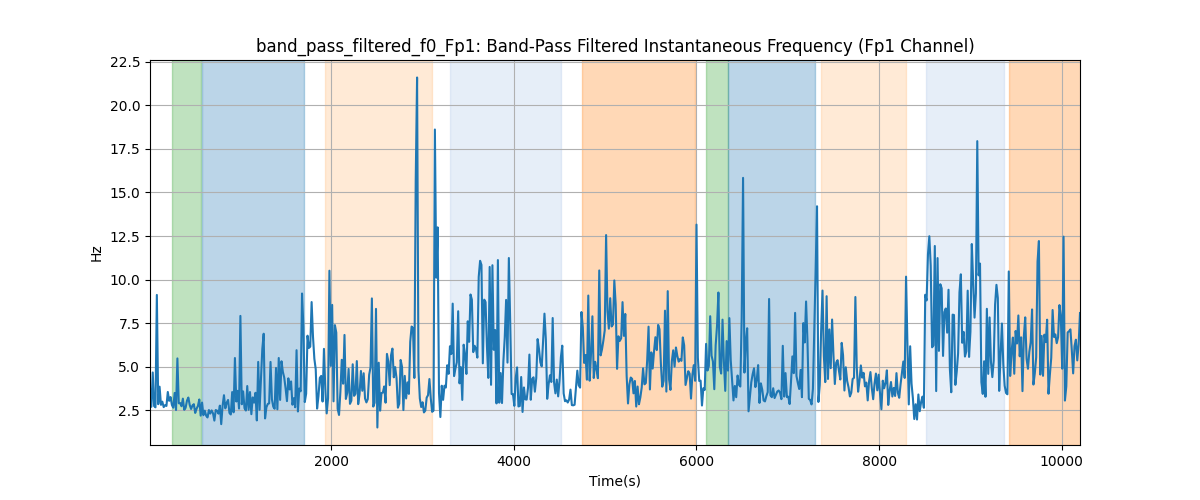 band_pass_filtered_f0_Fp1: Band-Pass Filtered Instantaneous Frequency (Fp1 Channel)
22.5
20.0
17.5
15.0
12.5
10.0
7.5
5.0
2.5
Hz
2000 4000 6000 8000 10000
Time(s)